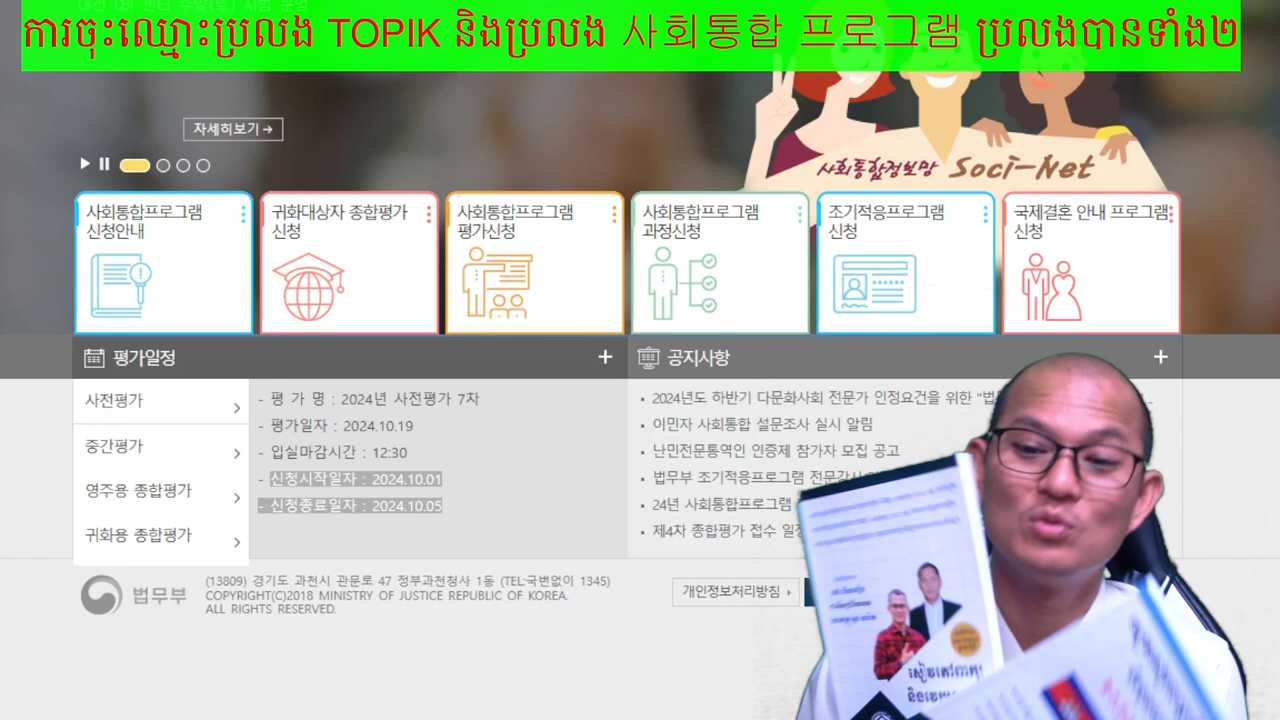 ការចុះឈ្មោះប្រលង TOPIK និងប្រលង 사회통합 프로그램 ប្រលងបានទាំង២
자세히보기
사회통합정보망 Soci-Net
사회통합프로그램
신청안내
귀화대상자 종합평가
신청
사회통합프로그램
평가신청
사회통합프로그램
과정신청
조기적응프로그램
신청
국제결혼 안내 프로그램
신청
평가일정 +
공지사항 +
사전평가
중간평가
영주용 종합평가
귀화용 종합평가
- 평 가 명 : 2024년 사전평가 7차
- 평가일자 : 2024.10.19
- 입실마감시간 : 12:30
- 신청시작일자 : 2024.10.01
- 신청종료일자 : 2024.10.05
2024년도 하반기 다문화사회 전문가 인정요건을 위한 "법
이민자 사회통합 설문조사 실시 알림
난민전문통역인 인증제 참가자 모집 공고
법무부 조기적응프로그램 전문강사
24년 사회통합프로그램
제4차 종합평가 접수 일정
법무부
(13809) 경기도 과천시 관문로 47 정부과천청사 1동 (TEL:국번없이 1345)
COPYRIGHT(C)2013 MINISTRY OF JUSTICE REPUBLIC OF KOREA.
ALL RIGHTS RESERVED.
개인정보처리방침